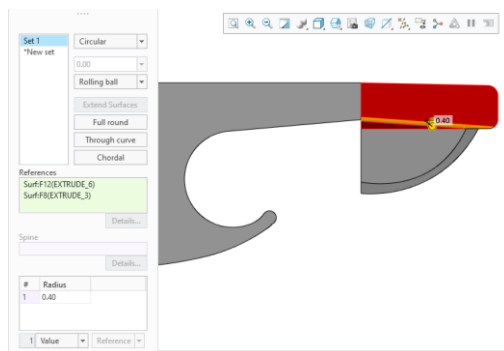 Set 1
*New set
Circular
0.00
Rolling ball
Extend Surfaces
Full round
Through curve
Chordal
References
Surf:F12(EXTRUDE_6)
Surf:F8(EXTRUDE_3)
Details...
Spine
Details...
# Radius
1 0.40
1 Value Reference
0.40